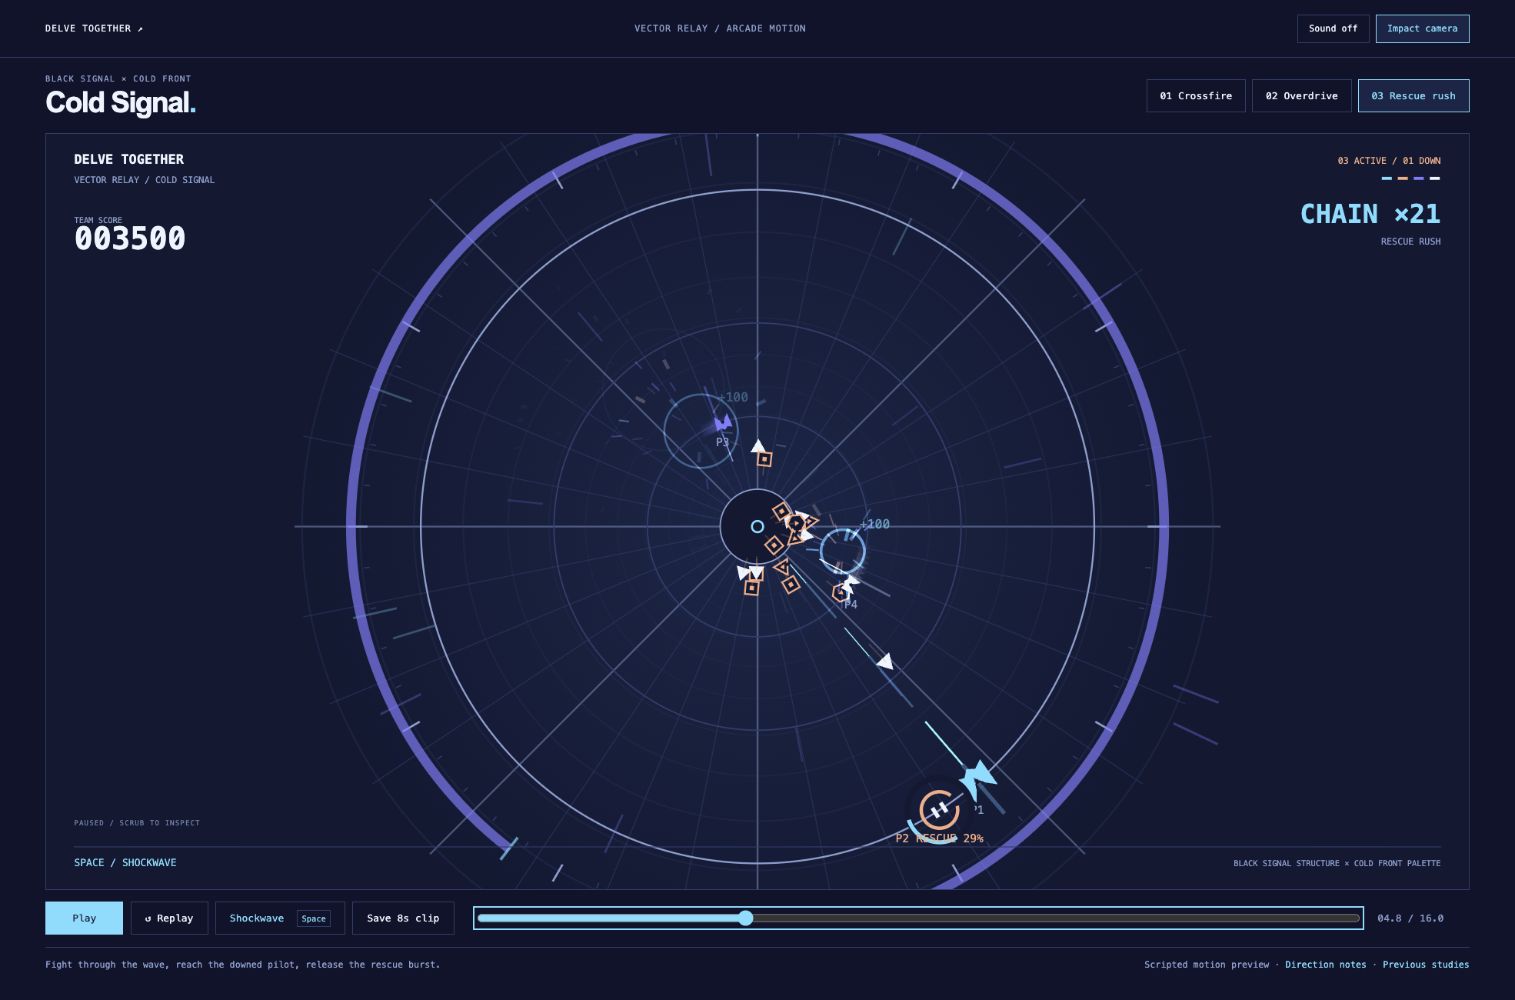 DELVE TOGETHER ↗
VECTOR RELAY / ARCADE MOTION
Sound off
Impact camera
BLACK SIGNAL × COLD FRONT
Cold Signal.
01 Crossfire
02 Overdrive
03 Rescue rush
DELVE TOGETHER
VECTOR RELAY / COLD SIGNAL
03 ACTIVE / 01 DOWN
TEAM SCORE
003500
CHAIN ×21
RESCUE RUSH
+100
P3
+100
P4
P1
P2 RESCUE 29%
PAUSED / SCRUB TO INSPECT
SPACE / SHOCKWAVE
BLACK SIGNAL STRUCTURE × COLD FRONT PALETTE
Play
↺ Replay
Shockwave Space
Save 8s clip
04.8 / 16.0
Fight through the wave, reach the downed pilot, release the rescue burst.
Scripted motion preview · Direction notes · Previous studies